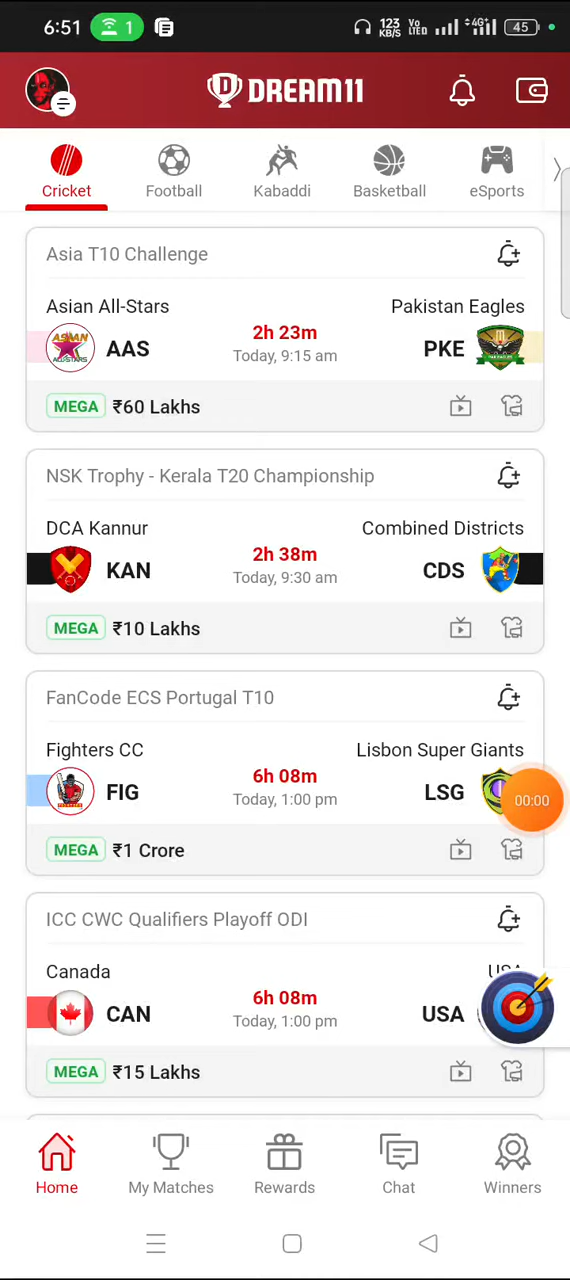 6:51 1 123 KB/S Vo LTED 4G+ 45
DREAM11
Cricket Football Kabaddi Basketball eSports
Asia T10 Challenge
Asian All-Stars Pakistan Eagles
2h 23m
AAS PKE
Today, 9:15 am
MEGA ₹60 Lakhs
NSK Trophy - Kerala T20 Championship
DCA Kannur Combined Districts
2h 38m
KAN CDS
Today, 9:30 am
MEGA ₹10 Lakhs
FanCode ECS Portugal T10
Fighters CC Lisbon Super Giants
6h 08m
FIG LSG
Today, 1:00 pm
00:00
MEGA ₹1 Crore
ICC CWC Qualifiers Playoff ODI
Canada USA
6h 08m
CAN USA
Today, 1:00 pm
MEGA ₹15 Lakhs
Home My Matches Rewards Chat Winners